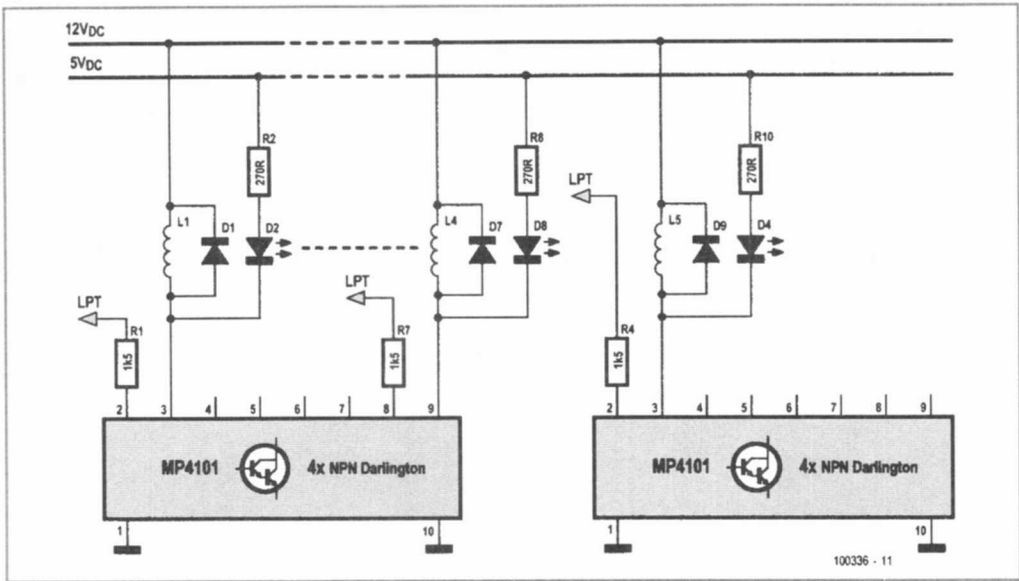 12VDC
5VDC
R2
270R
R8
270R
R10
270R
LPT
L1
D1
D2
L4
D7
D8
L5
D9
D4
LPT
R1
1k5
LPT
R7
1k5
R4
1k5
2 3 4 5 6 7 8 9
MP4101 4x NPN Darlington
1 10
2 3 4 5 6 7 8 9
MP4101 4x NPN Darlington
1 10
100336 - 11